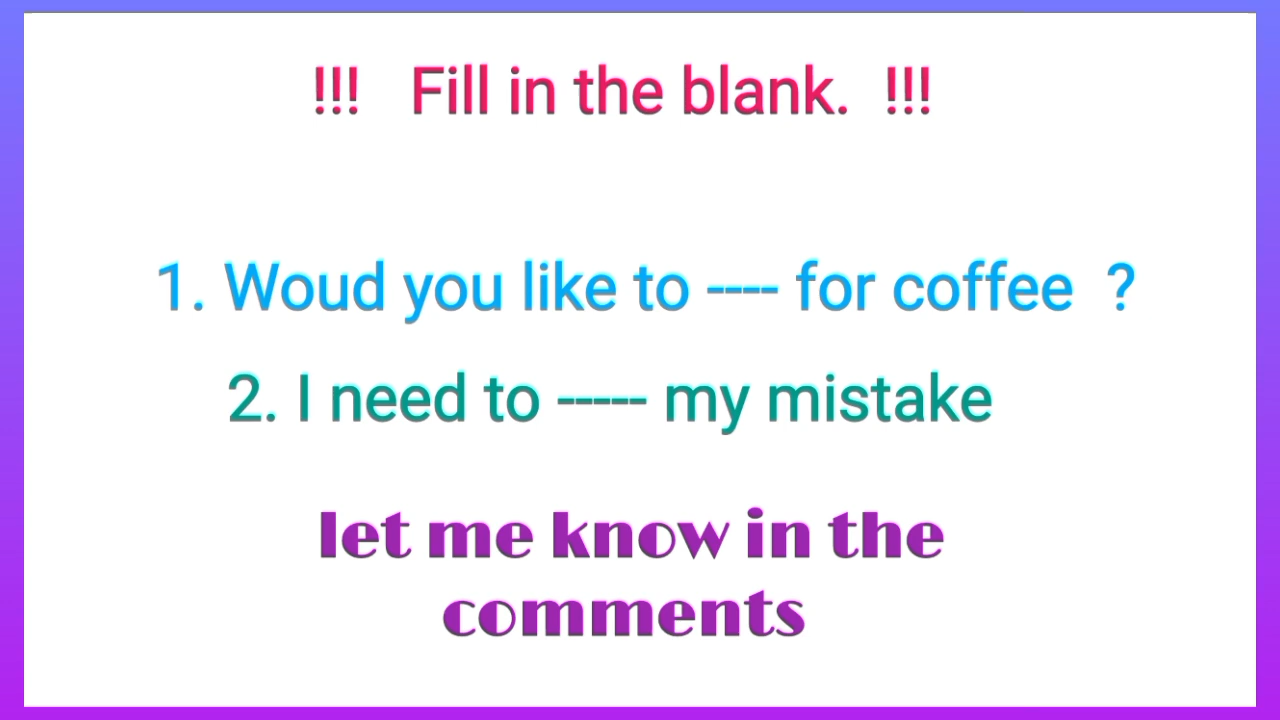 !!! Fill in the blank. !!!
1. Woud you like to ---- for coffee ?
2. I need to ----- my mistake
let me know in the
comments